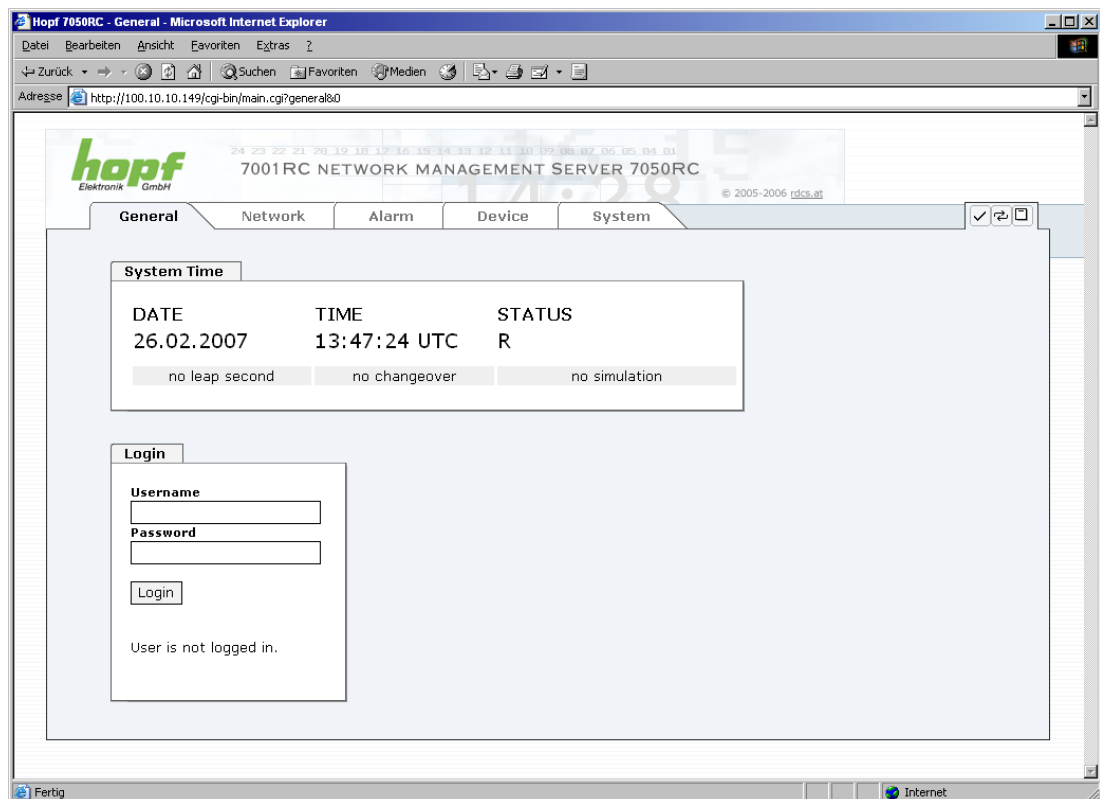 Hopf 7050RC - General - Microsoft Internet Explorer
Datei Bearbeiten Ansicht Favoriten Extras ?
Zurück Suchen Favoriten Medien
Adresse http://100.10.10.149/cgi-bin/main.cgi?general&0
24 23 22 21 20 19 18 17 16 15 14 13 12 11 10 09 08 07 06 05 04 03
hopf
Elektronik GmbH
7001RC NETWORK MANAGEMENT SERVER 7050RC
14:28
© 2005-2006 rdcs.at
General Network Alarm Device System
System Time
DATE TIME STATUS
26.02.2007 13:47:24 UTC R
no leap second no changeover no simulation
Login
Username
Password
Login
User is not logged in.
Fertig Internet